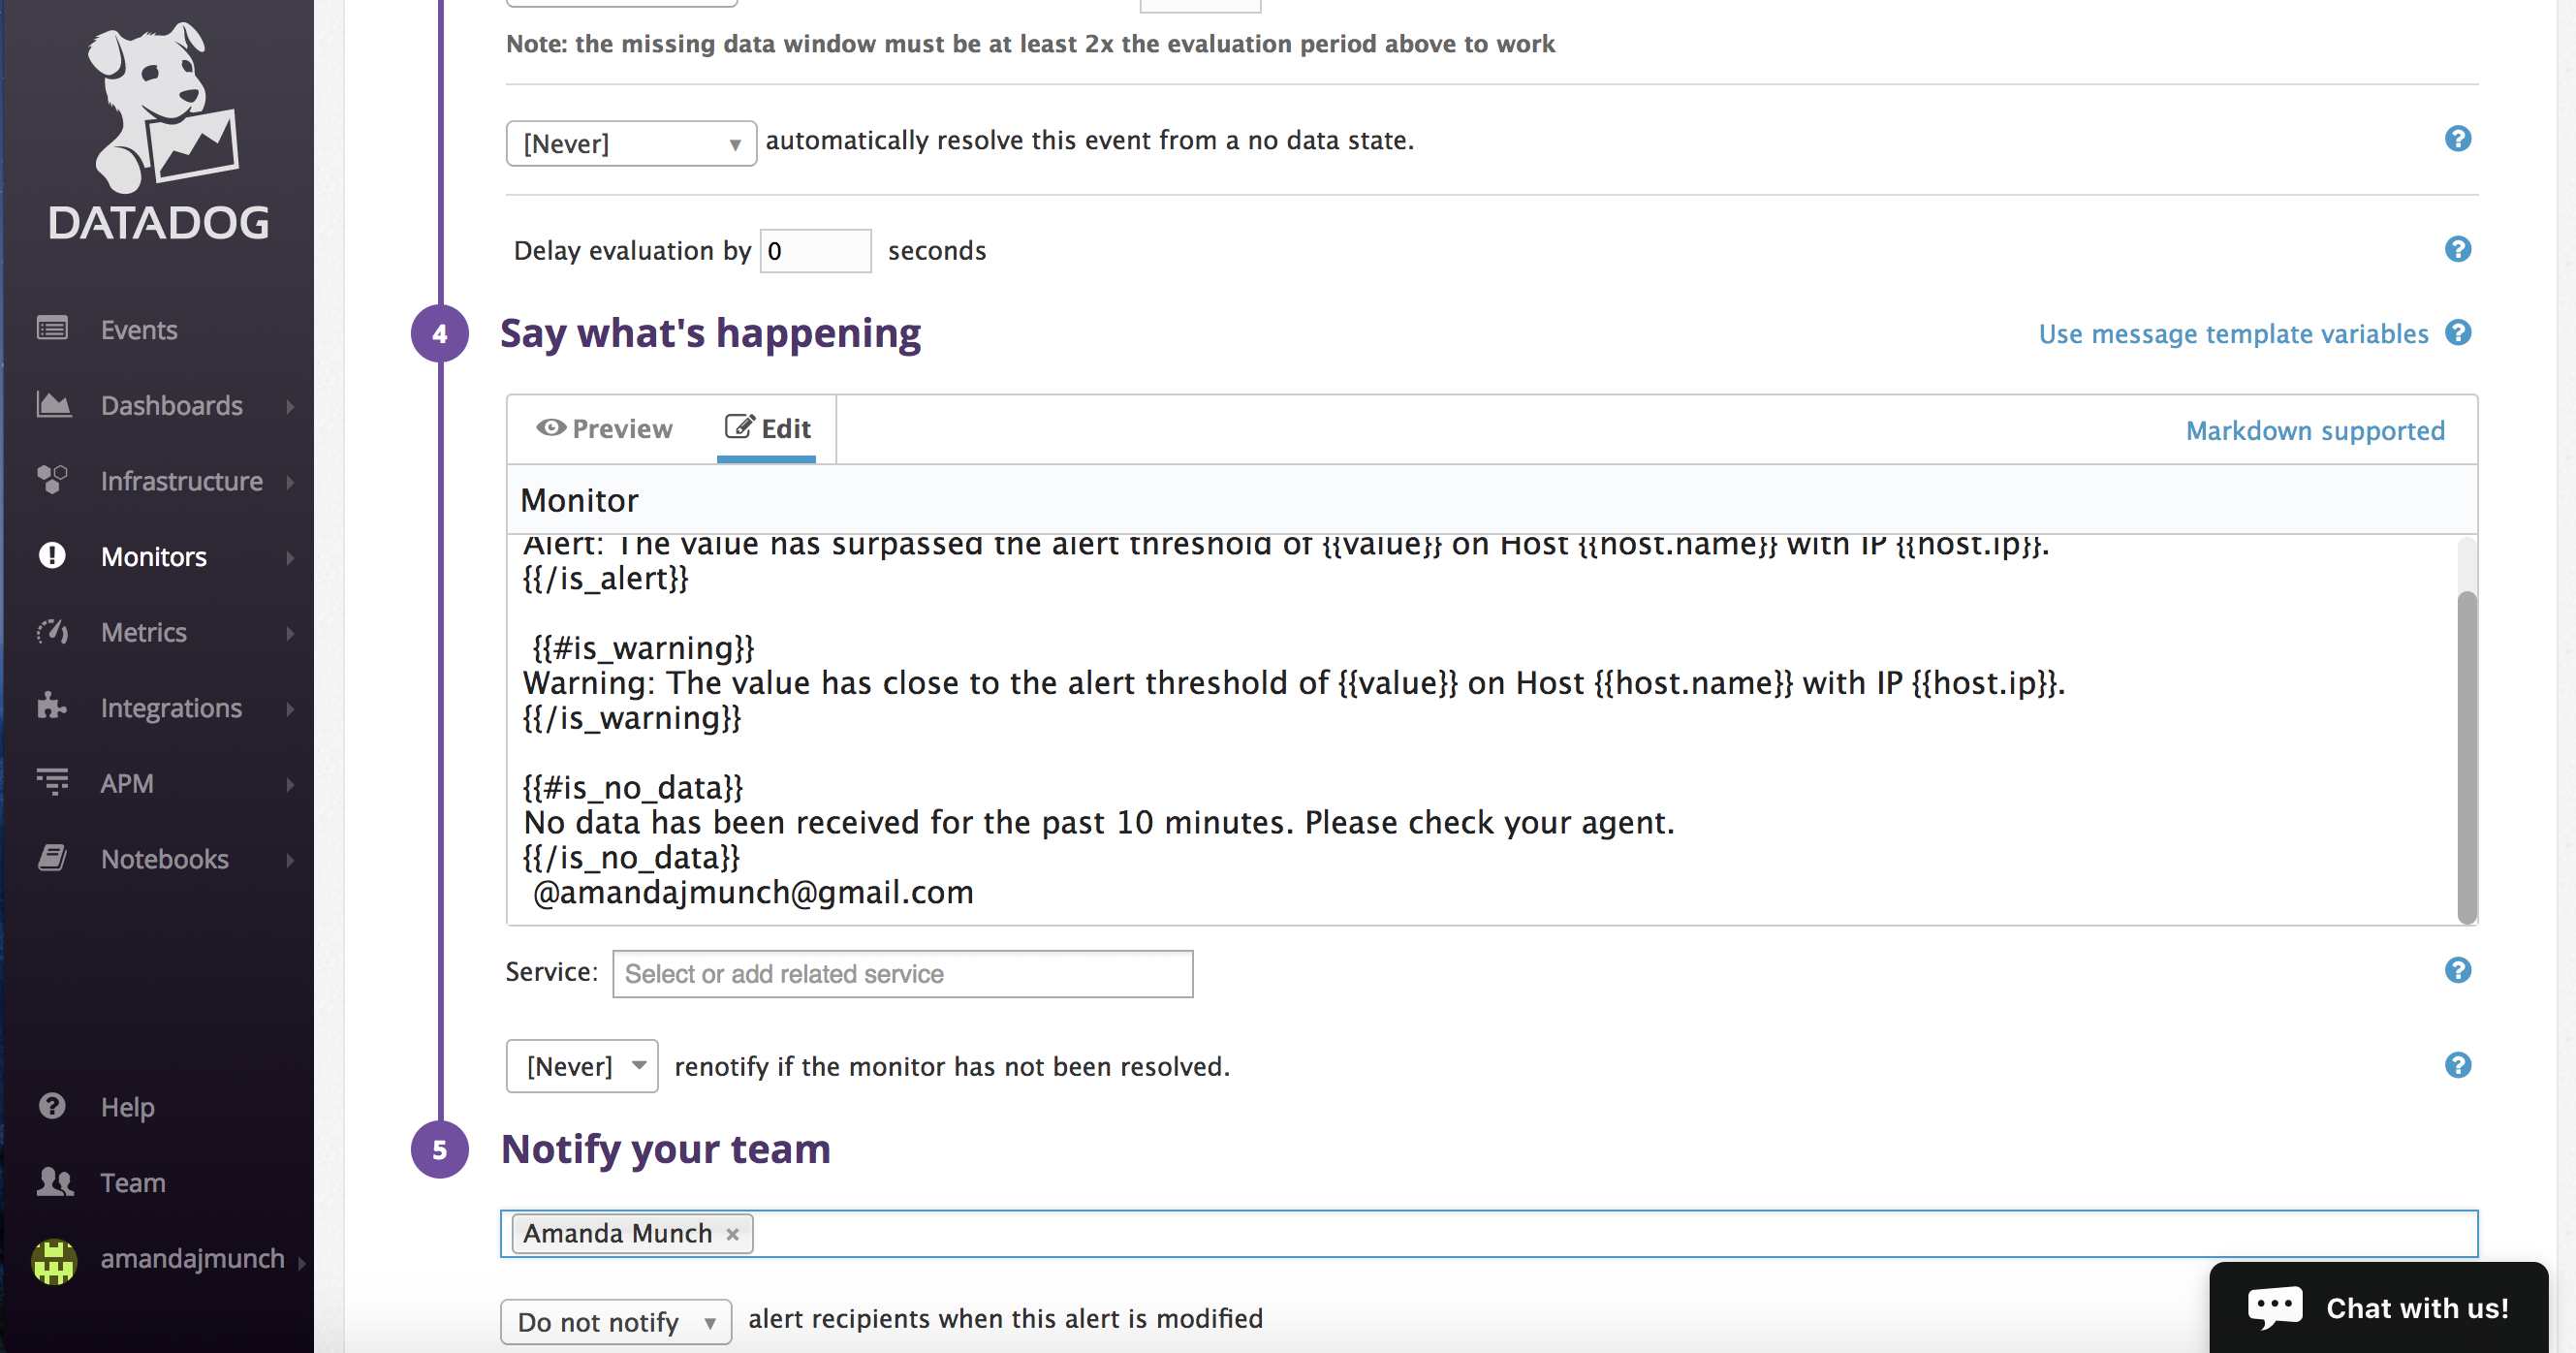 DATADOG
Events
Dashboards
Infrastructure
Monitors
Metrics
Integrations
APM
Notebooks
Help
Team
amandajmunch
Note: the missing data window must be at least 2x the evaluation period above to work
[Never] automatically resolve this event from a no data state.
Delay evaluation by 0 seconds
4 Say what's happening
Use message template variables
Preview Edit Markdown supported
Monitor
Alert: The value has surpassed the alert threshold of {{value}} on Host {{host.name}} with IP {{host.ip}}.
{{/is_alert}}
{{#is_warning}}
Warning: The value has close to the alert threshold of {{value}} on Host {{host.name}} with IP {{host.ip}}.
{{/is_warning}}
{{#is_no_data}}
No data has been received for the past 10 minutes. Please check your agent.
{{/is_no_data}}
@amandajmunch@gmail.com
Service: Select or add related service
[Never] renotify if the monitor has not been resolved.
5 Notify your team
Amanda Munch ×
Do not notify alert recipients when this alert is modified
Chat with us!